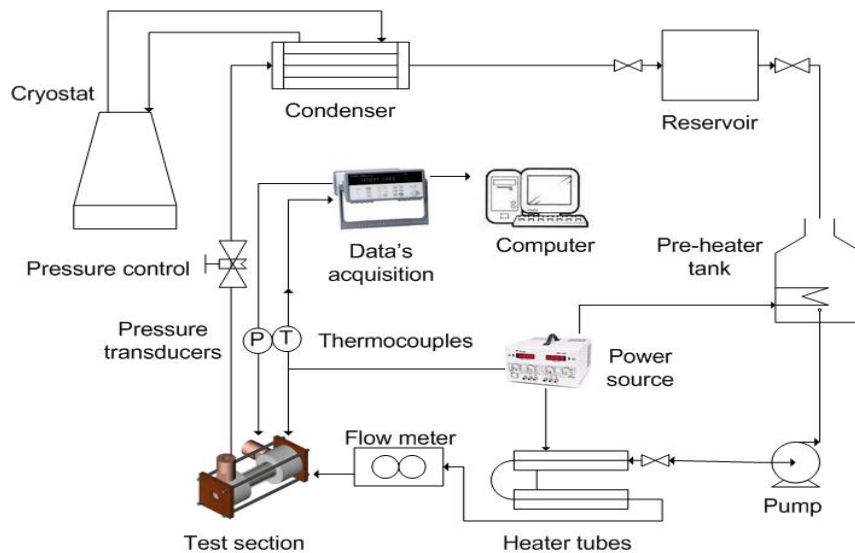 Cryostat
Condenser
Reservoir
Pressure control
Data's
acquisition
Computer
Pre-heater
tank
Pressure
transducers
P
T
Thermocouples
Power
source
Flow meter
Test section
Heater tubes
Pump